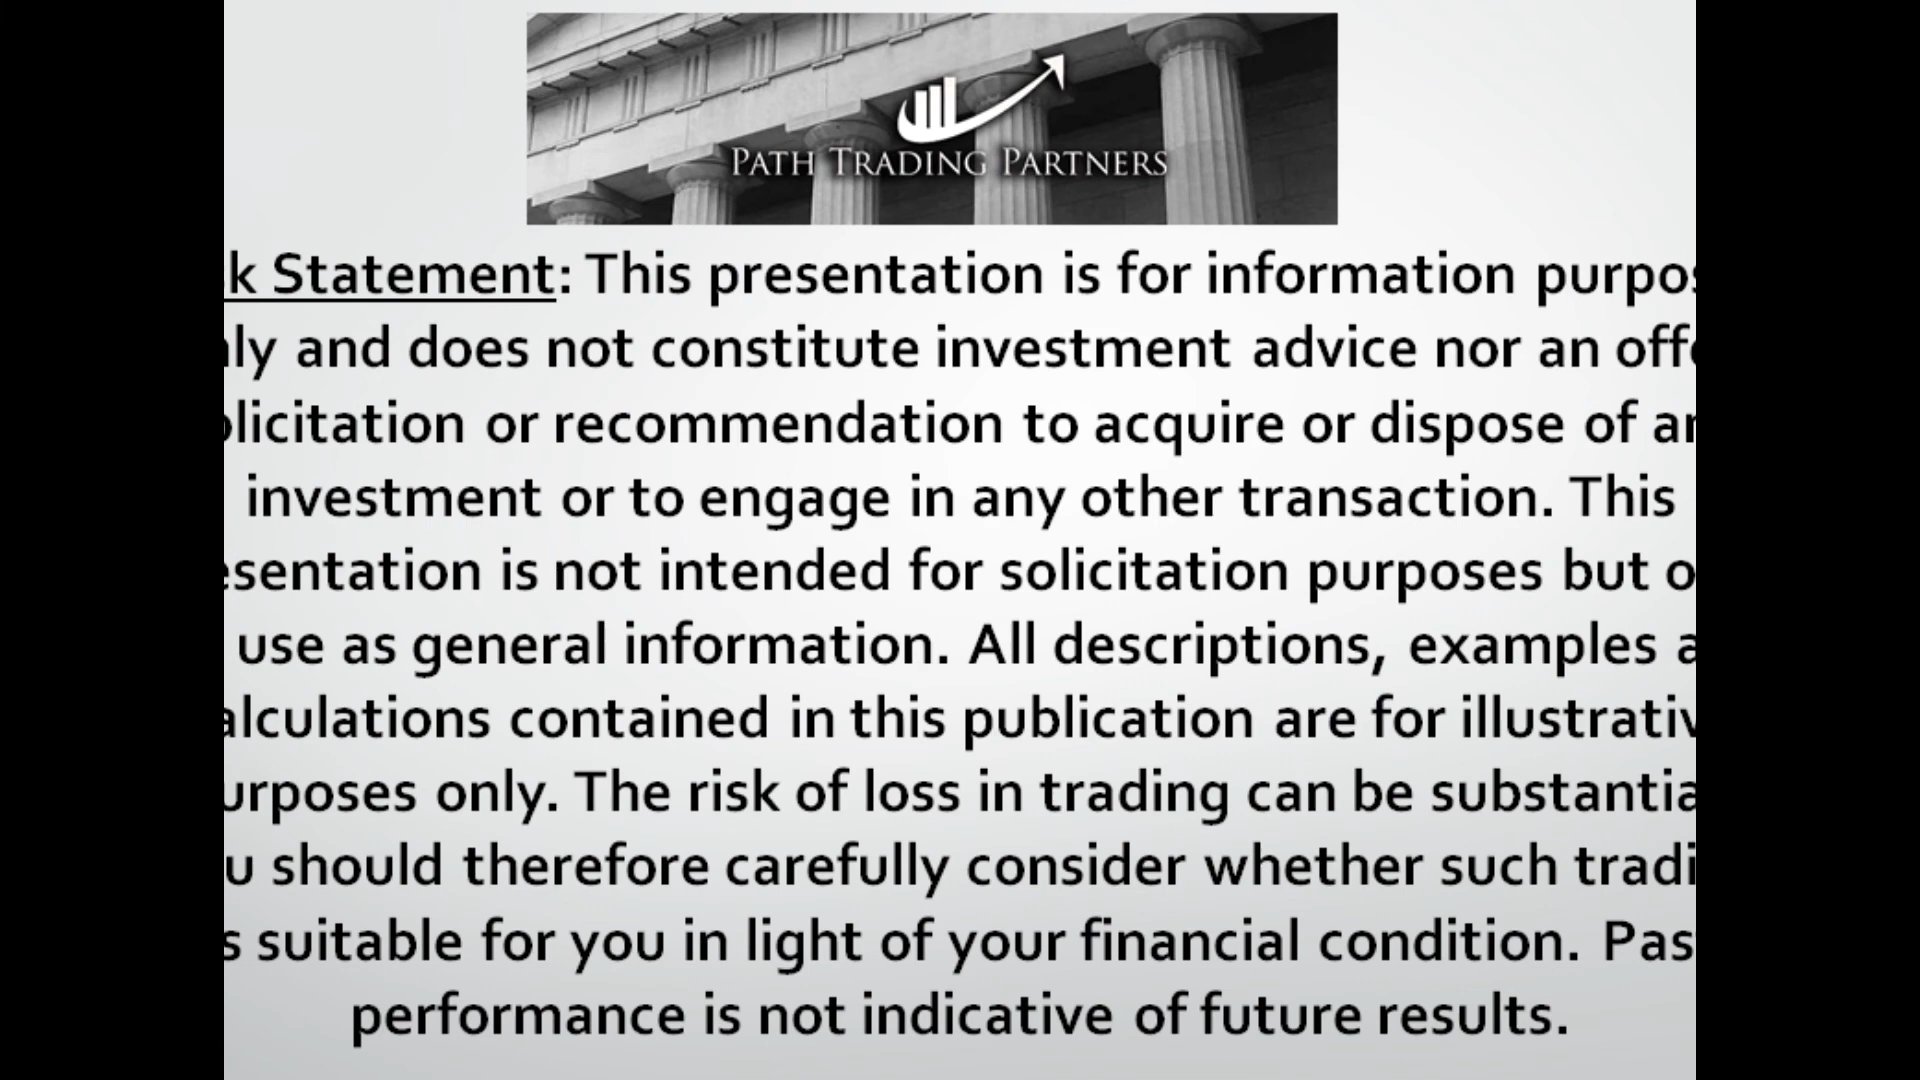 PATH TRADING PARTNERS
k Statement: This presentation is for information purpos
ly and does not constitute investment advice nor an off
licitation or recommendation to acquire or dispose of a
investment or to engage in any other transaction. This
esentation is not intended for solicitation purposes but o
use as general information. All descriptions, examples a
alculations contained in this publication are for illustrativ
urposes only. The risk of loss in trading can be substantia
u should therefore carefully consider whether such tradi
s suitable for you in light of your financial condition. Pas
performance is not indicative of future results.